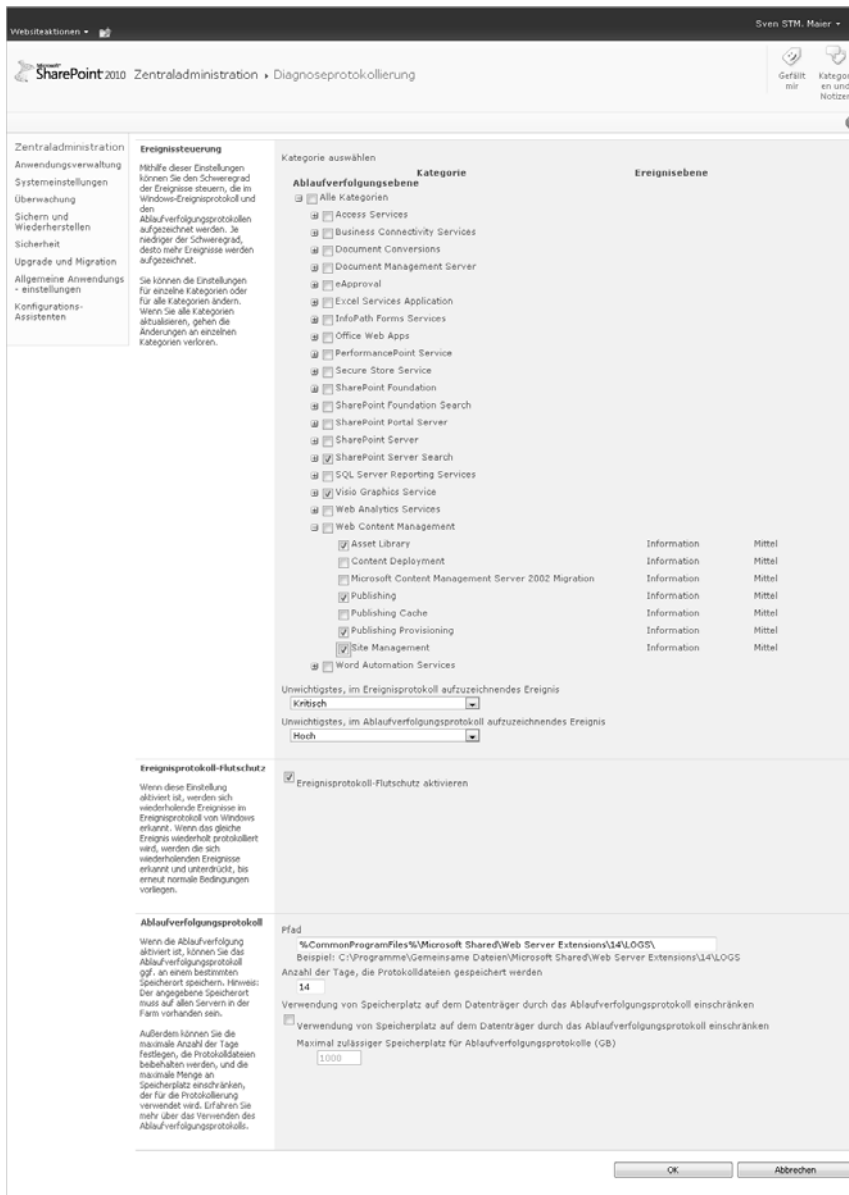 Sven STM. Maier
Websiteaktionen
Microsoft
SharePoint 2010 Zentraladministration ▸ Diagnoseprotokollierung
Gefällt
mir
Kategor
en und
Notizen
Zentraladministration
Anwendungsverwaltung
Systemeinstellungen
Überwachung
Sichern und
Wiederherstellen
Sicherheit
Upgrade und Migration
Allgemeine Anwendungs
- einstellungen
Konfigurations-
Assistenten
Ereignissteuerung
Mithilfe dieser Einstellungen
können Sie den Schweregrad
der Ereignisse steuern, die im
Windows-Ereignisprotokoll und
den
Ablaufverfolgungsprotokollen
aufgezeichnet werden. Je
niedriger der Schweregrad,
desto mehr Ereignisse werden
aufgezeichnet.
Sie können die Einstellungen
für einzelne Kategorien oder
für alle Kategorien ändern.
Wenn Sie alle Kategorien
aktualisieren, gehen die
Änderungen an einzelnen
Kategorien verloren.
Kategorie auswählen
Kategorie Ereignisebene
Ablaufverfolgungsebene
Alle Kategorien
Access Services
Business Connectivity Services
Document Conversions
Document Management Server
eApproval
Excel Services Application
InfoPath Forms Services
Office Web Apps
PerformancePoint Service
Secure Store Service
SharePoint Foundation
SharePoint Foundation Search
SharePoint Portal Server
SharePoint Server
SharePoint Server Search
SQL Server Reporting Services
Visio Graphics Service
Web Analytics Services
Web Content Management
Asset Library Information Mittel
Content Deployment Information Mittel
Microsoft Content Management Server 2002 Migration Information Mittel
Publishing Information Mittel
Publishing Cache Information Mittel
Publishing Provisioning Information Mittel
Site Management Information Mittel
Word Automation Services
Unwichtigstes, im Ereignisprotokoll aufzuzeichnendes Ereignis
Kritisch
Unwichtigstes, im Ablaufverfolgungsprotokoll aufzuzeichnendes Ereignis
Hoch
Ereignisprotokoll-Flutschutz
Wenn diese Einstellung
aktiviert ist, werden sich
wiederholende Ereignisse im
Ereignisprotokoll von Windows
erkannt. Wenn das gleiche
Ereignis wiederholt protokolliert
wird, werden die sich
wiederholenden Ereignisse
erkannt und unterdrückt, bis
erneut normale Bedingungen
vorliegen.
Ereignisprotokoll-Flutschutz aktivieren
Ablaufverfolgungsprotokoll
Wenn die Ablaufverfolgung
aktiviert ist, können Sie das
Ablaufverfolgungsprotokoll
ggf. an einem bestimmten
Speicherort speichern. Hinweis:
Der angegebene Speicherort
muss auf allen Servern in der
Farm vorhanden sein.
Außerdem können Sie die
maximale Anzahl der Tage
festlegen, die Protokolldateien
beibehalten werden, und die
maximale Menge an
Speicherplatz einschränken,
der für die Protokollierung
verwendet wird. Erfahren Sie
mehr über das Verwenden des
Ablaufverfolgungsprotokolls.
Pfad
%CommonProgramFiles%\Microsoft Shared\Web Server Extensions\14\LOGS\
Beispiel: C:\Programme\Gemeinsame Dateien\Microsoft Shared\Web Server Extensions\14\LOGS
Anzahl der Tage, die Protokolldateien gespeichert werden
14
Verwendung von Speicherplatz auf dem Datenträger durch das Ablaufverfolgungsprotokoll einschränken
Verwendung von Speicherplatz auf dem Datenträger durch das Ablaufverfolgungsprotokoll einschränken
Maximal zulässiger Speicherplatz für Ablaufverfolgungsprotokolle (GB)
1000
OK Abbrechen